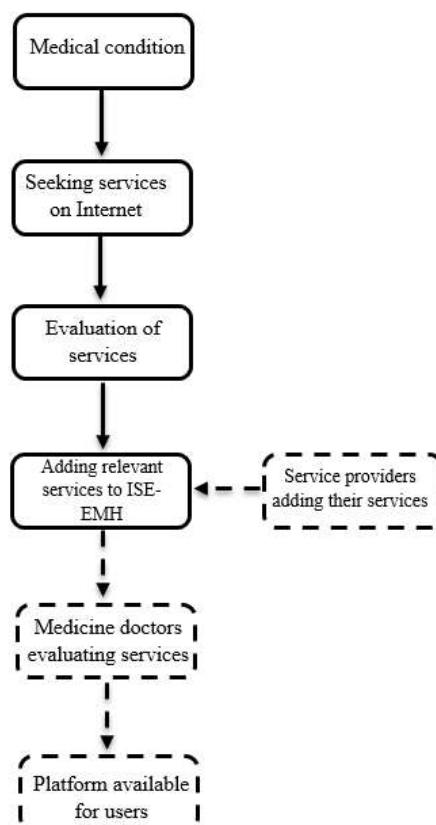 Medical condition
Seeking services
on Internet
Evaluation of
services
Adding relevant
services to ISE-
EMH
Service providers
adding their services
Medicine doctors
evaluating services
Platform available
for users